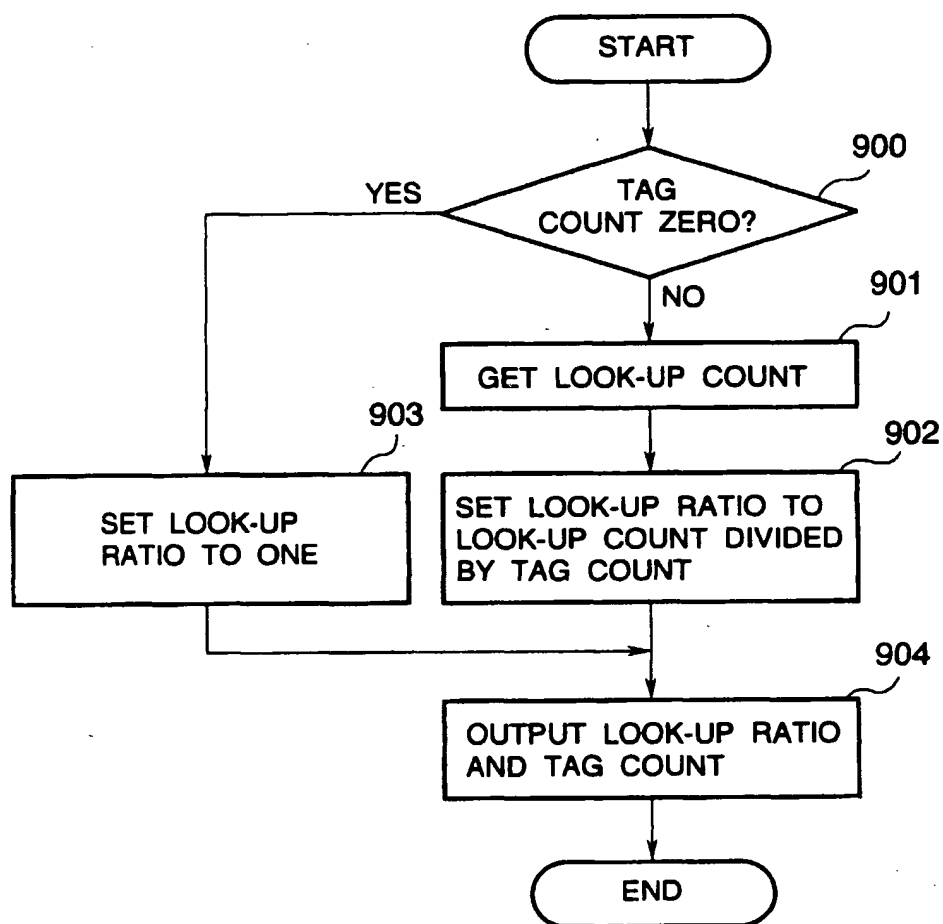 START
900
TAG
COUNT ZERO?
YES
NO
901
GET LOOK-UP COUNT
903
902
SET LOOK-UP
RATIO TO ONE
SET LOOK-UP RATIO TO
LOOK-UP COUNT DIVIDED
BY TAG COUNT
904
OUTPUT LOOK-UP RATIO
AND TAG COUNT
END